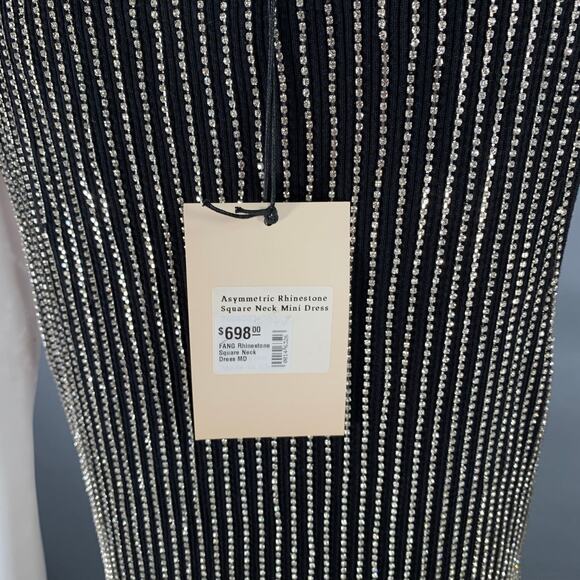 Asymmetric Rhinestone
Square Neck Mini Dress
$698.00
FANG Rhinestone
Square Neck
Dress MD